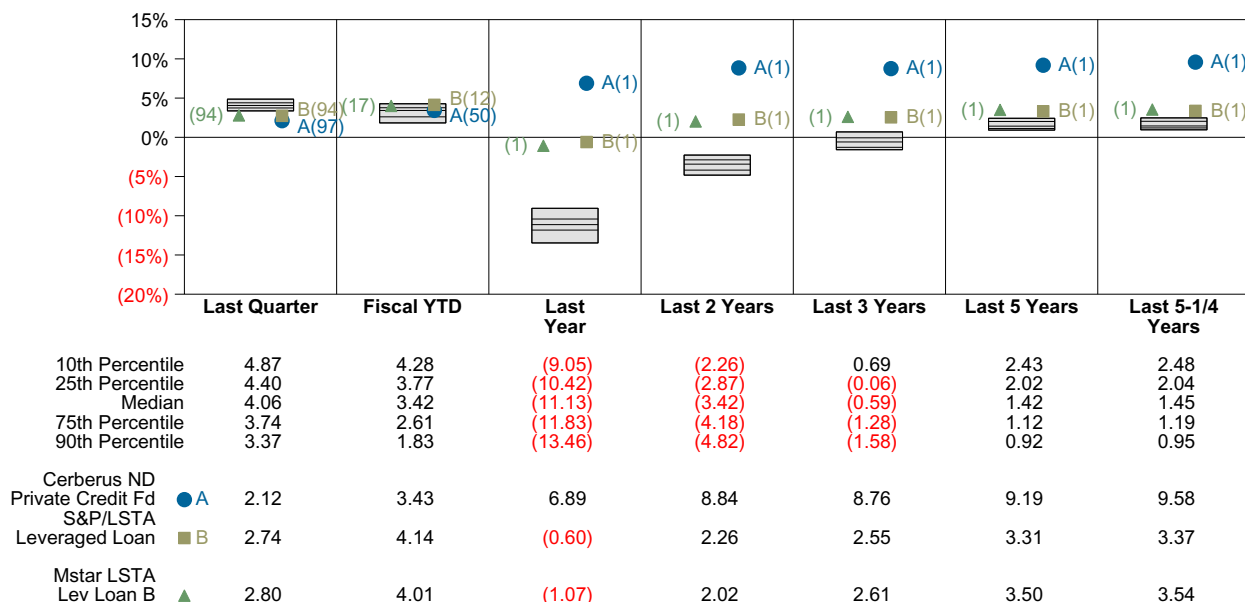 15%
10%
5%
0%
(5%)
(10%)
(15%)
(20%)
(94)
B(94)
A(97)
(17)
B(12)
A(50)
A(1)
(1)
B(1)
A(1)
(1)
B(1)
A(1)
(1)
B(1)
A(1)
(1)
B(1)
A(1)
(1)
B(1)
Last Quarter Fiscal YTD Last Year Last 2 Years Last 3 Years Last 5 Years Last 5-1/4 Years
10th Percentile 4.87 4.28 (9.05) (2.26) 0.69 2.43 2.48
25th Percentile 4.40 3.77 (10.42) (2.87) (0.06) 2.02 2.04
Median 4.06 3.42 (11.13) (3.42) (0.59) 1.42 1.45
75th Percentile 3.74 2.61 (11.83) (4.18) (1.28) 1.12 1.19
90th Percentile 3.37 1.83 (13.46) (4.82) (1.58) 0.92 0.95
Cerberus ND
Private Credit Fd A 2.12 3.43 6.89 8.84 8.76 9.19 9.58
S&P/LSTA
Leveraged Loan B 2.74 4.14 (0.60) 2.26 2.55 3.31 3.37
Mstar LSTA
Lev Loan B 2.80 4.01 (1.07) 2.02 2.61 3.50 3.54